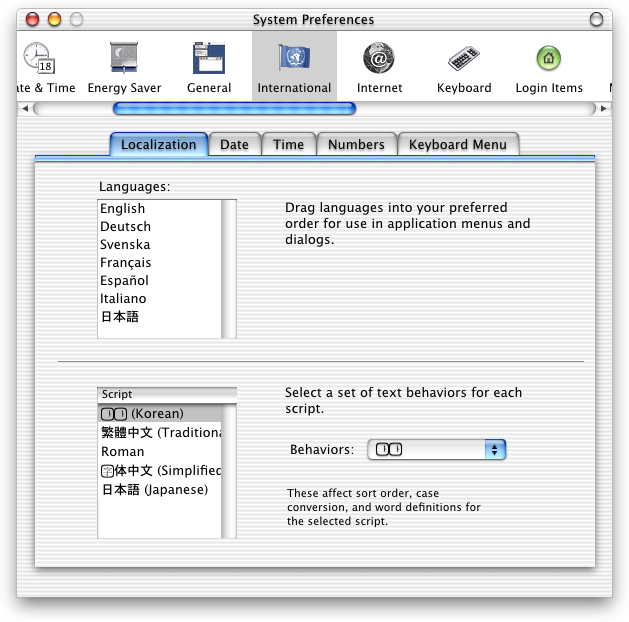 System Preferences
te & Time
Energy Saver
General
International
Internet
Keyboard
Login Items
18
@
Localization
Date
Time
Numbers
Keyboard Menu
Languages:
English
Deutsch
Svenska
Français
Español
Italiano
日本語
Drag languages into your preferred
order for use in application menus and
dialogs.
Script
(Korean)
繁體中文 (Traditiona
Roman
体中文 (Simplified
日本語 (Japanese)
Select a set of text behaviors for each
script.
Behaviors:
These affect sort order, case
conversion, and word definitions for
the selected script.